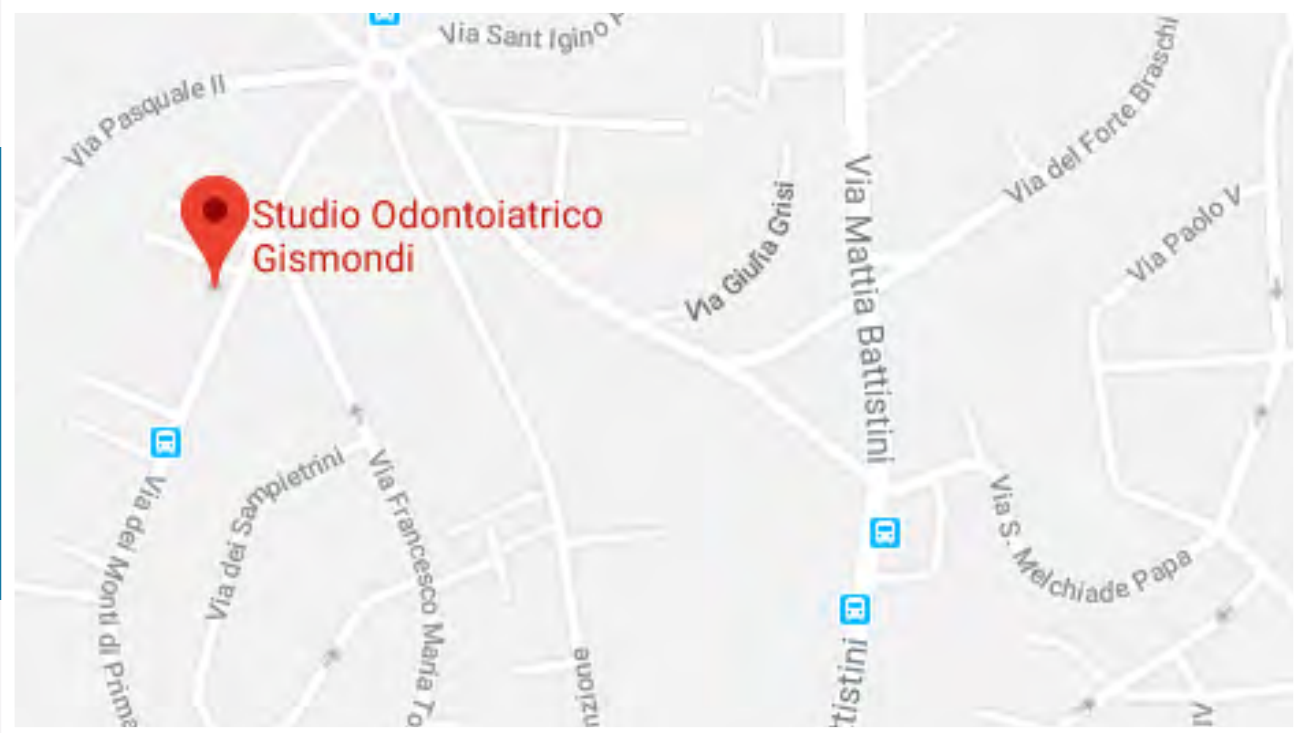 Via Sant Igino P
Via Pasquale II
Via del Forte Braschi
Studio Odontoiatrico
Gismondi
Via Giulia Grisi
Via Mattia Battistini
Via Paolo V
Via dei Sampietrini
Via Francesco Maria To
Via dei Monti di Prima
Via S. Melchiade Papa
nzione
ttistini